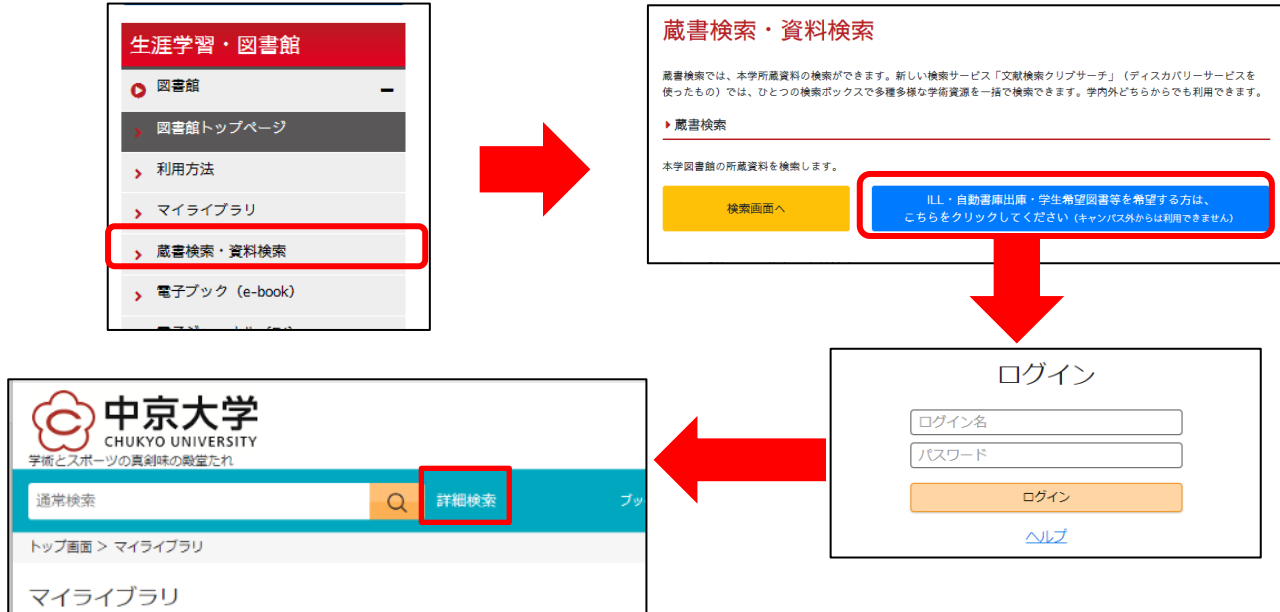 生涯学習・図書館
図書館
図書館トップページ
利用方法
マイライブラリ
蔵書検索・資料検索
電子ブック（e-book）
蔵書検索・資料検索
蔵書検索では、本学所蔵資料の検索ができます。新しい検索サービス「文献検索クリプサーチ」（ディスカバリーサービスを
使ったもの）では、ひとつの検索ボックスで多種多様な学術資源を一括で検索できます。学内外どちらからでも利用できます。
蔵書検索
本学図書館の所蔵資料を検索します。
検索画面へ
ILL・自動書庫出庫・学生希望図書等を希望する方は、
こちらをクリックしてください（キャンパス外からは利用できません）
ログイン
ログイン名
パスワード
ログイン
ヘルプ
中京大学
CHUKYO UNIVERSITY
学術とスポーツの真剣味の殿堂たれ
通常検索
詳細検索
ブッ
トップ画面 > マイライブラリ
マイライブラリ